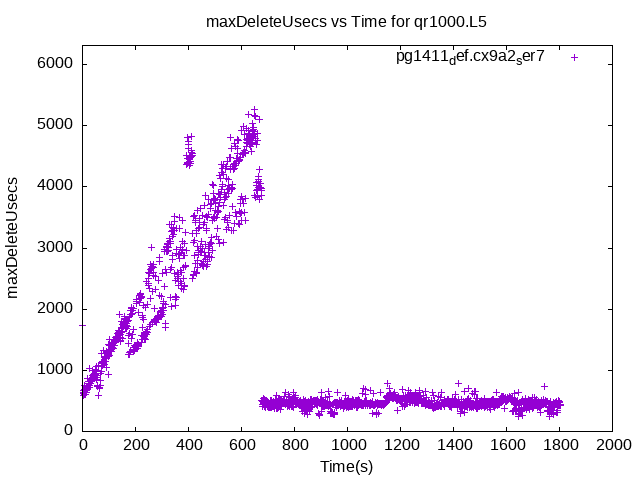 maxDeleteUsecs vs Time for qr1000.L5
pg1411def.cx9a2ser7
6000
5000
4000
3000
2000
1000
0
maxDeleteUsecs
0 200 400 600 800 1000 1200 1400 1600 1800 2000
Time(s)